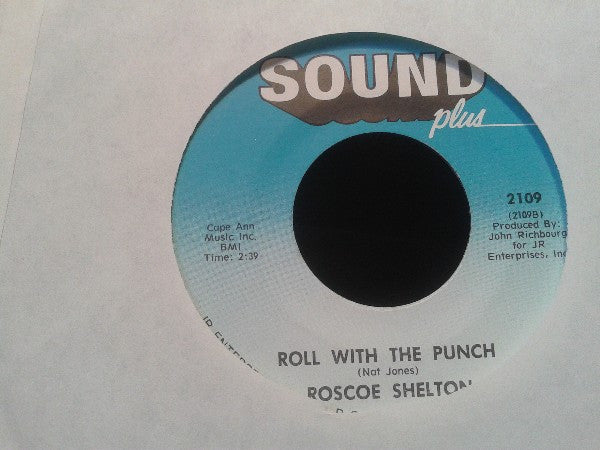 SOUND
plus
2109
(2109B)
Produced By:
John Richbourg
for JR
Enterprises, Inc
Cape Ann
Music Inc.
BMI
Time: 2:39
ROLL WITH THE PUNCH
(Nat Jones)
ROSCOE SHELTON